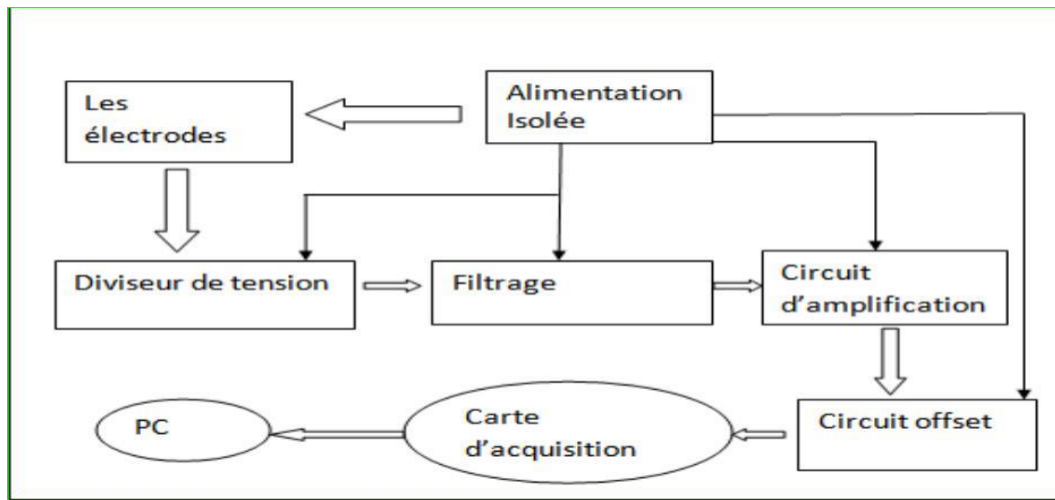 Les
électrodes
Alimentation
Isolée
Diviseur de tension
Filtrage
Circuit
d’amplification
PC
Carte
d’acquisition
Circuit offset